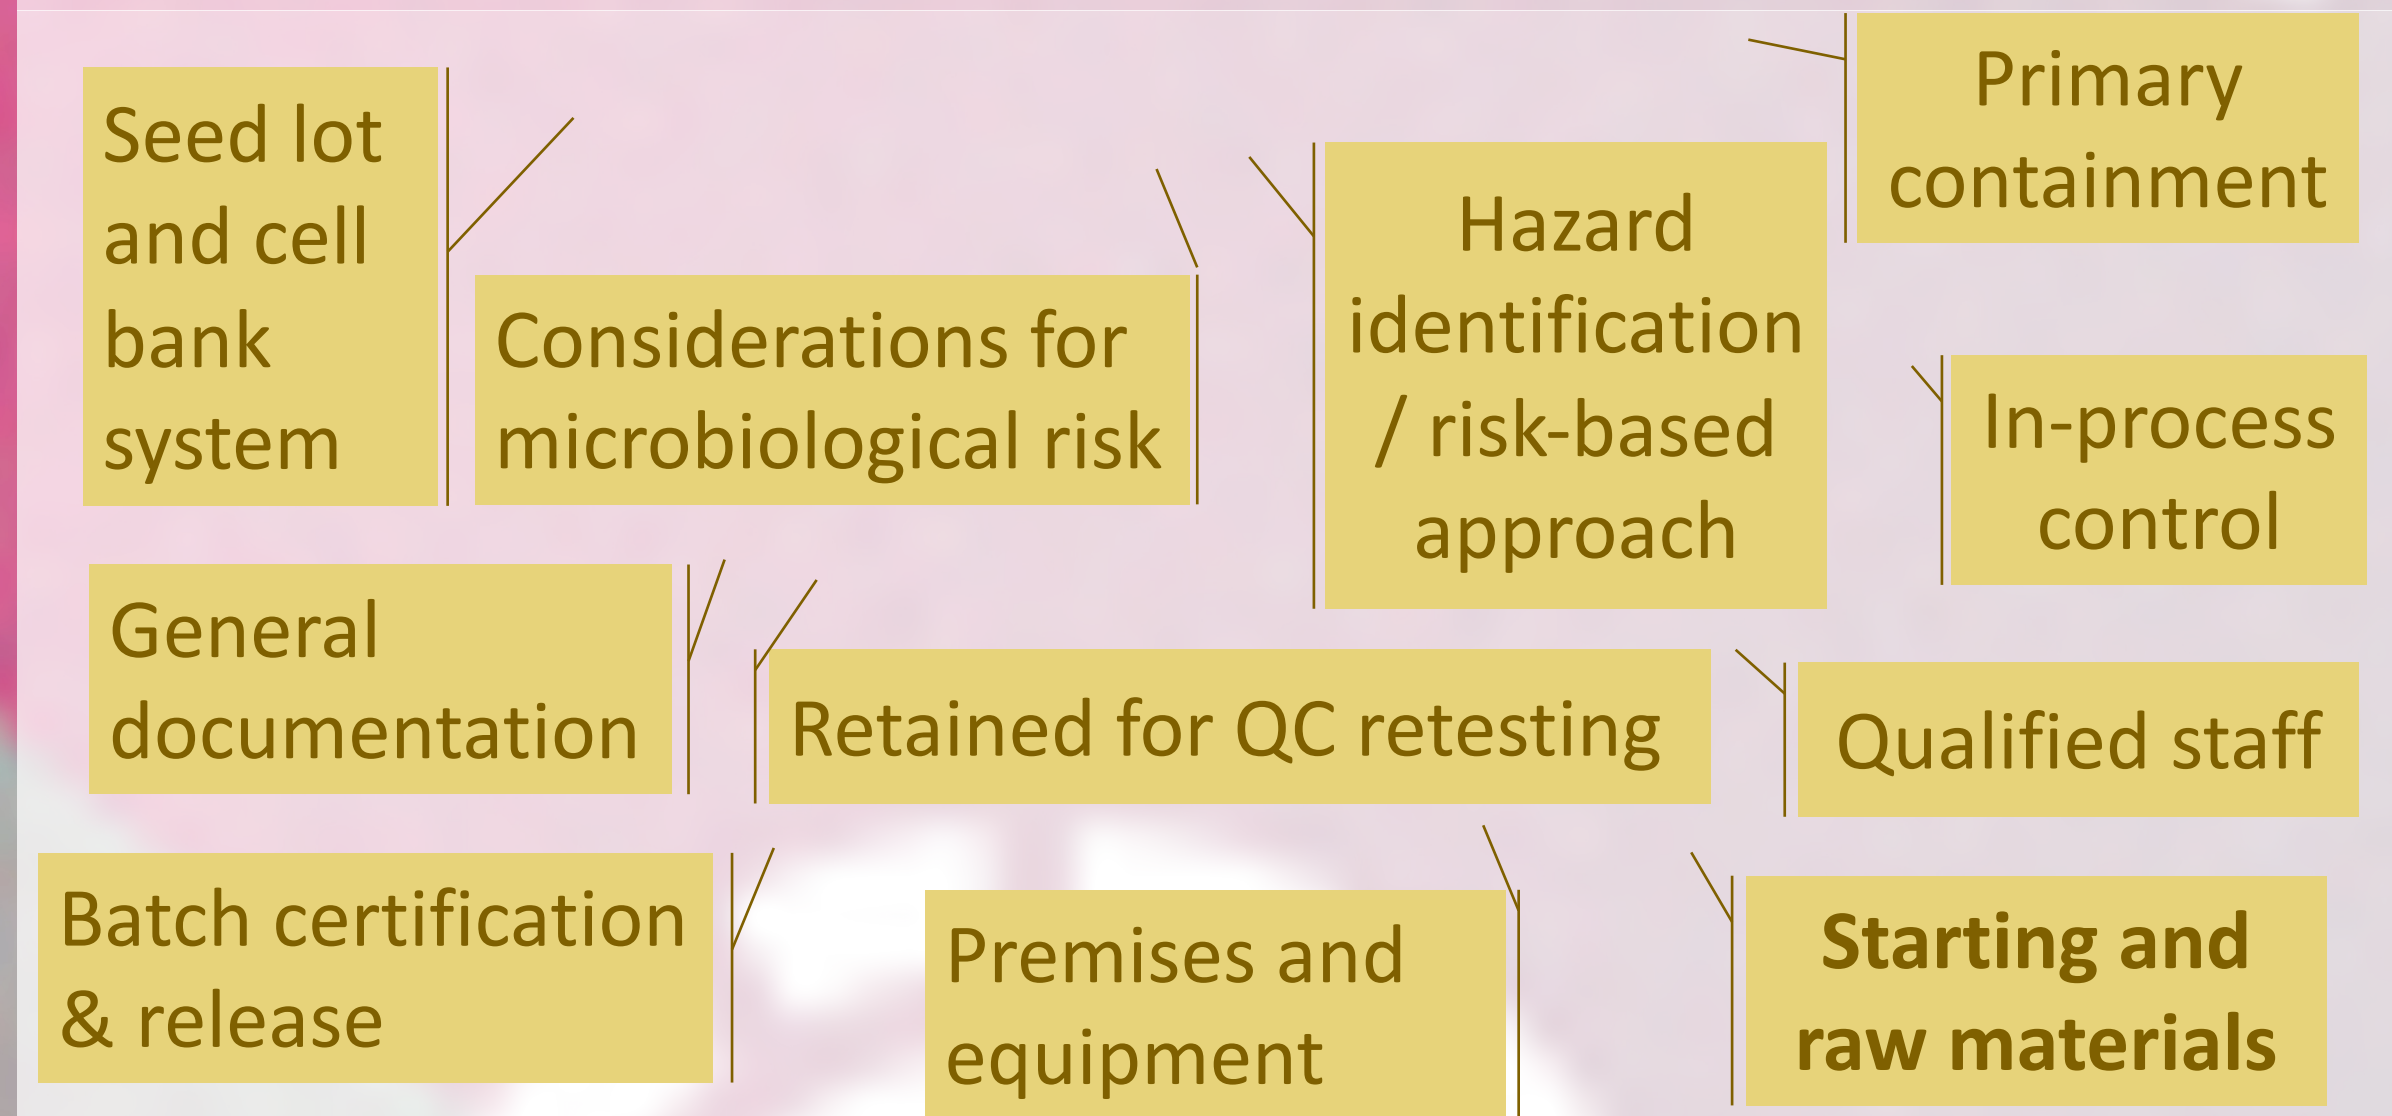 Primary
containment
Seed lot
and cell
bank
system
Considerations for
microbiological risk
Hazard
identification
/ risk-based
approach
In-process
control
General
documentation
Retained for QC retesting
Qualified staff
Batch certification
& release
Premises and
equipment
Starting and
raw materials